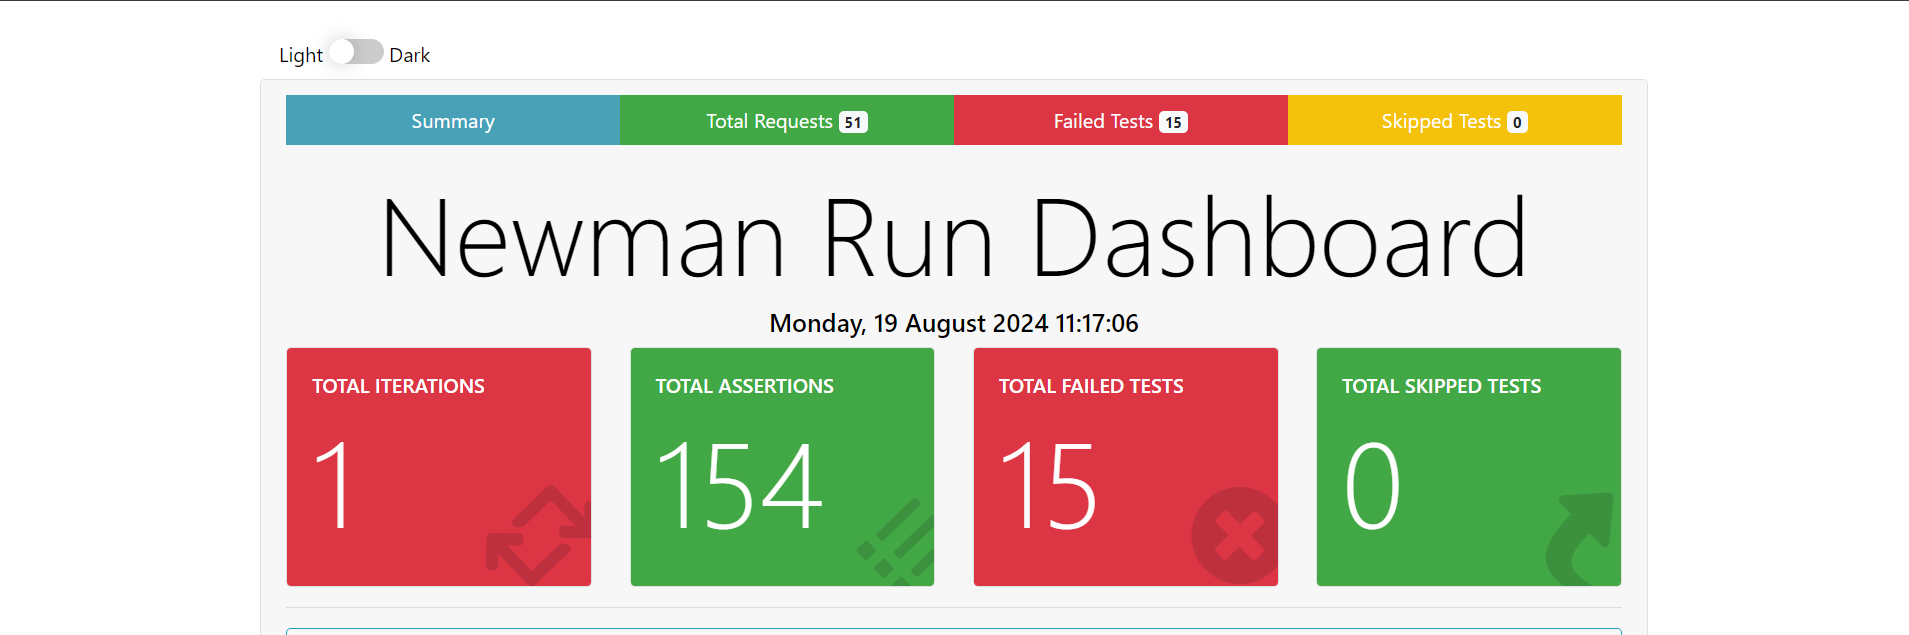 Light Dark
Summary Total Requests 51 Failed Tests 15 Skipped Tests 0
Newman Run Dashboard
Monday, 19 August 2024 11:17:06
TOTAL ITERATIONS
1
TOTAL ASSERTIONS
154
TOTAL FAILED TESTS
15
TOTAL SKIPPED TESTS
0